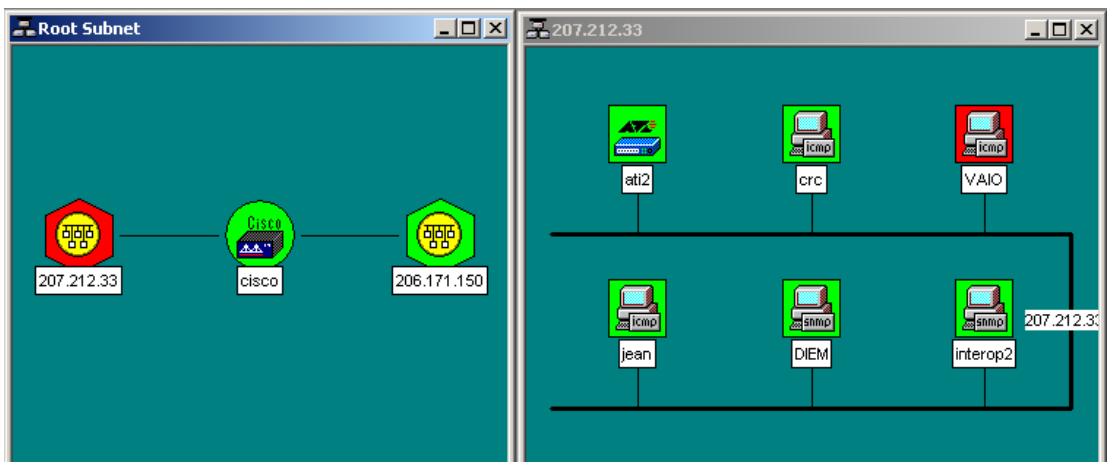 Root Subnet
207.212.33
Cisco
207.212.33
cisco
206.171.150
icmp
icmp
ati2
crc
VAIO
icmp
snmp
snmp
207.212.33
jean
DIEM
interop2